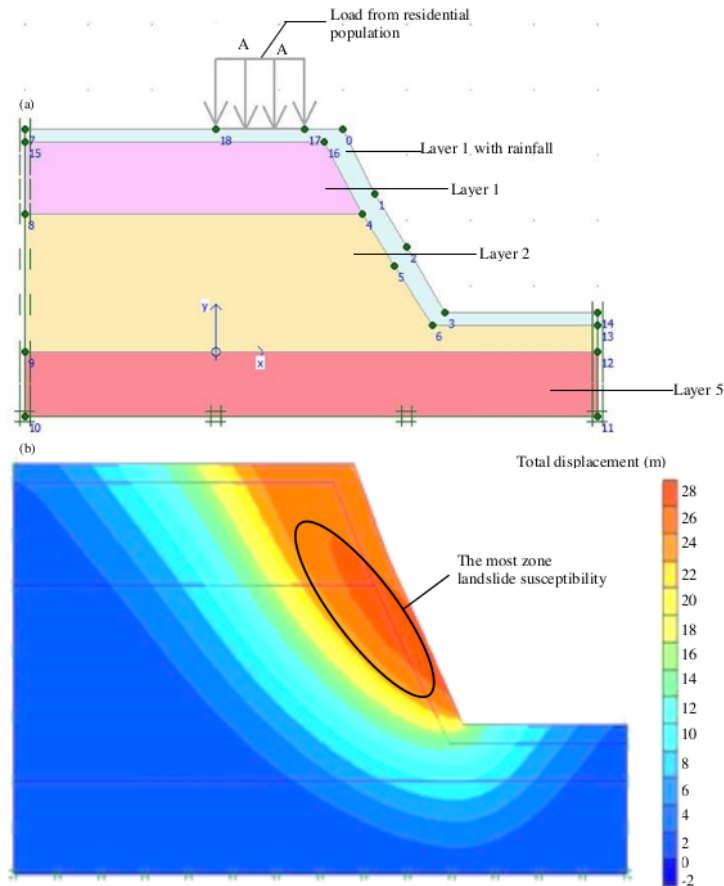 Load from residential
population
A A
(a)
7 18 17 0
15 16 Layer 1 with rainfall
Layer 1
1
8 4
2 Layer 2
5
y
3 14
6 13
9 x 12
Layer 5
10 11
(b)
Total displacement (m)
28
26
24
22
20
18
16
14
12
10
8
6
4
2
0
-2
The most zone
landslide susceptibility